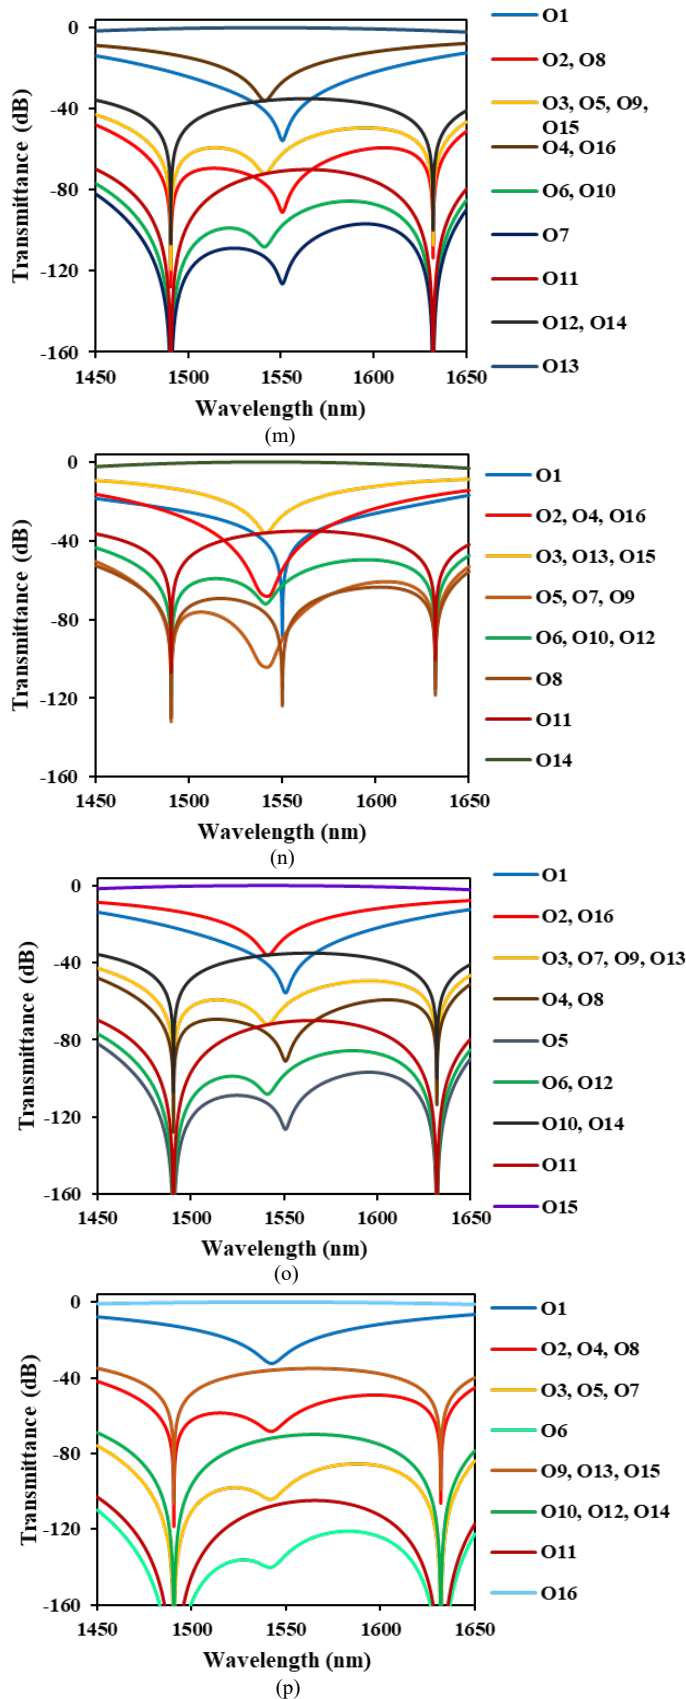 0
-40
-80
-120
-160
Transmittance (dB)
1450
1500
1550
1600
1650
Wavelength (nm)
(m)
O1
O2, O8
O3, O5, O9,
O15
O4, O16
O6, O10
O7
O11
O12, O14
O13
0
-40
-80
-120
-160
Transmittance (dB)
1450
1500
1550
1600
1650
Wavelength (nm)
(n)
O1
O2, O4, O16
O3, O13, O15
O5, O7, O9
O6, O10, O12
O8
O11
O14
0
-40
-80
-120
-160
Transmittance (dB)
1450
1500
1550
1600
1650
Wavelength (nm)
(o)
O1
O2, O16
O3, O7, O9, O13
O4, O8
O5
O6, O12
O10, O14
O11
O15
0
-40
-80
-120
-160
Transmittance (dB)
1450
1500
1550
1600
1650
Wavelength (nm)
(p)
O1
O2, O4, O8
O3, O5, O7
O6
O9, O13, O15
O10, O12, O14
O11
O16